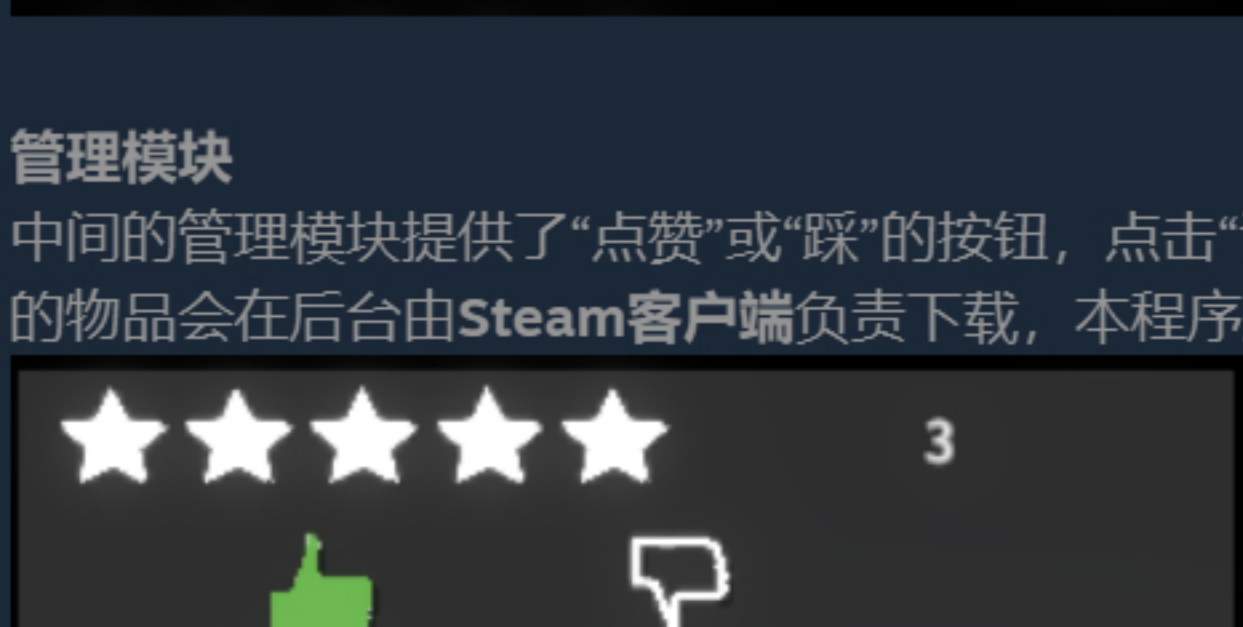 管理模块
中间的管理模块提供了“点赞”或“踩”的按钮，点击“
的物品会在后台由Steam客户端负责下载，本程序
3